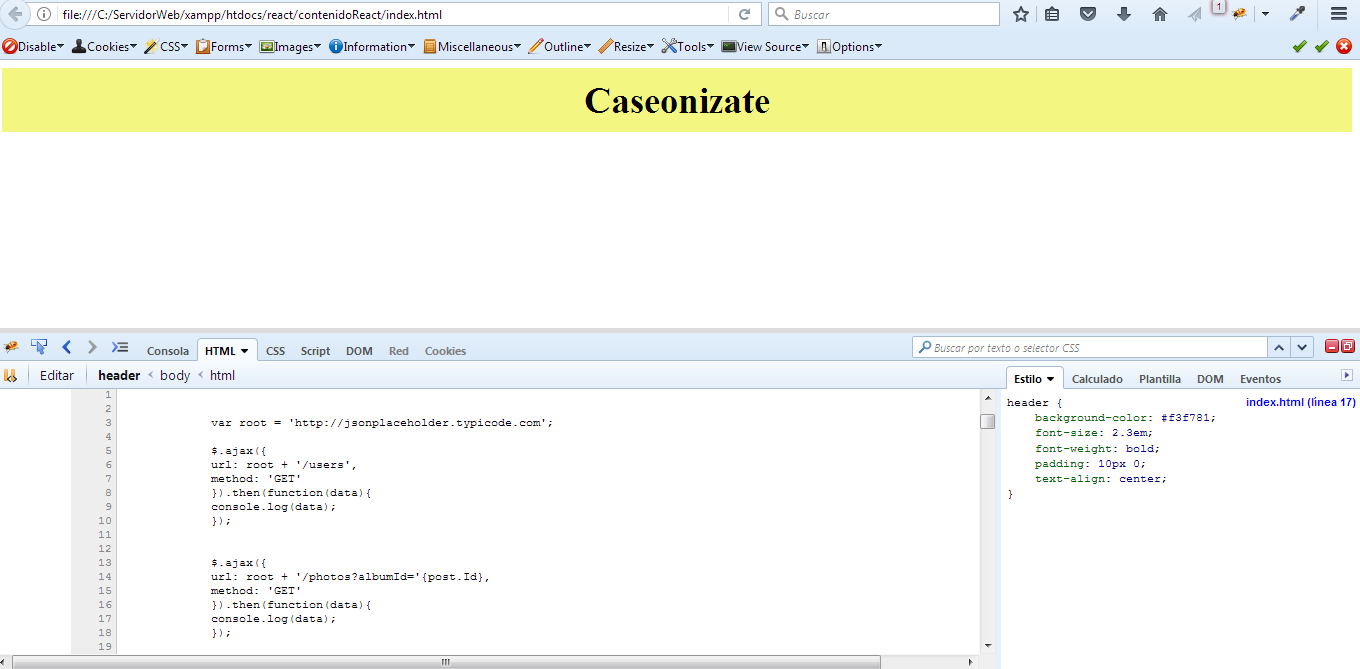 file:///C:/ServidorWeb/xampp/htdocs/react/contenidoReact/index.html
Buscar
1
Disable Cookies CSS Forms Images Information Miscellaneous Outline Resize Tools View Source Options
Caseonizate
Consola HTML CSS Script DOM Red Cookies
Buscar por texto o selector CSS
Editar header < body < html
Estilo Calculado Plantilla DOM Eventos
1
2
3 var root = 'http://jsonplaceholder.typicode.com';
4
5 $.ajax({
6 url: root + '/users',
7 method: 'GET'
8 }).then(function(data){
9 console.log(data);
10 });
11
12
13 $.ajax({
14 url: root + '/photos?albumId='{post.Id},
15 method: 'GET'
16 }).then(function(data){
17 console.log(data);
18 });
19
header { index.html (línea 17)
background-color: #f3f781;
font-size: 2.3em;
font-weight: bold;
padding: 10px 0;
text-align: center;
}